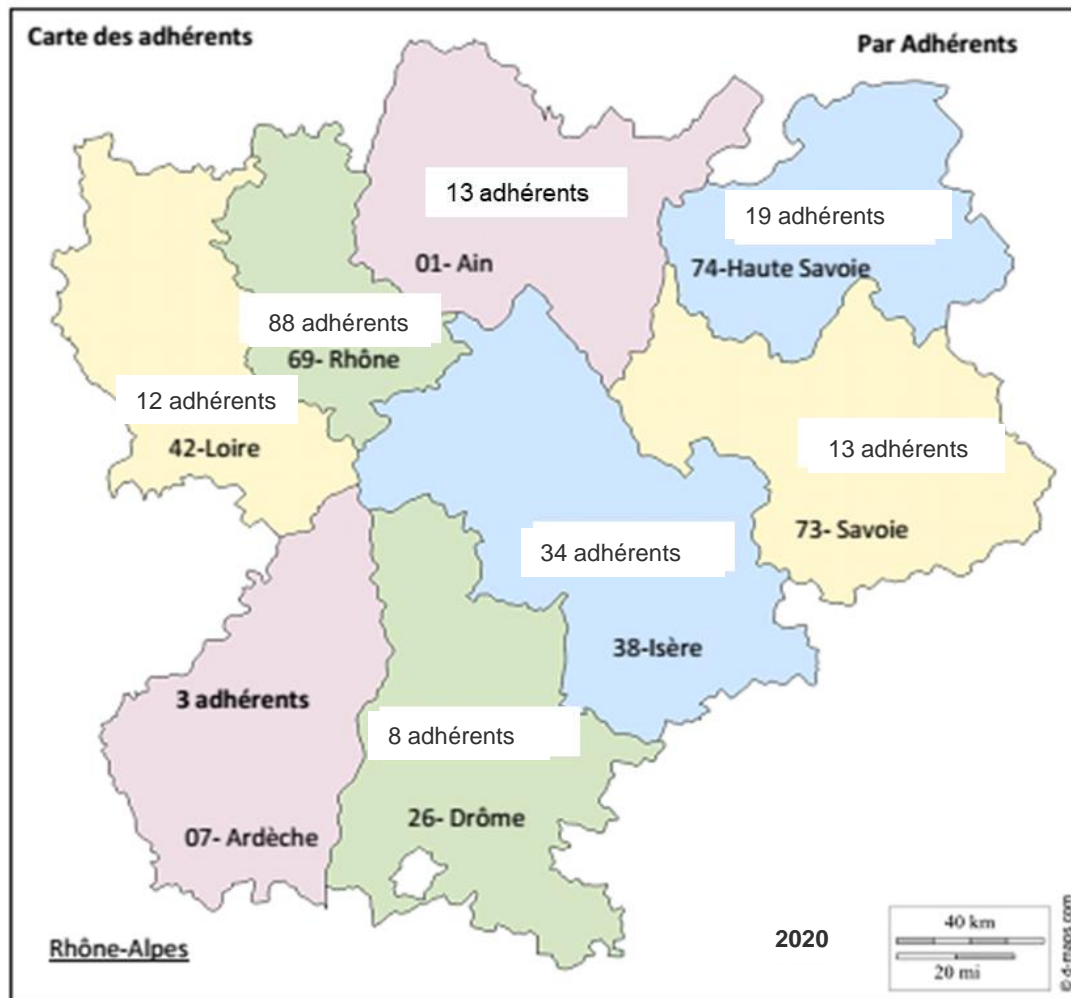 Carte des adhérents
Par Adhérents
13 adhérents
01- Ain
19 adhérents
74-Haute Savoie
88 adhérents
69- Rhône
12 adhérents
42-Loire
13 adhérents
73- Savoie
34 adhérents
38-Isère
3 adhérents
07- Ardèche
8 adhérents
26- Drôme
Rhône-Alpes
2020
40 km
20 mi
© d-maps.com